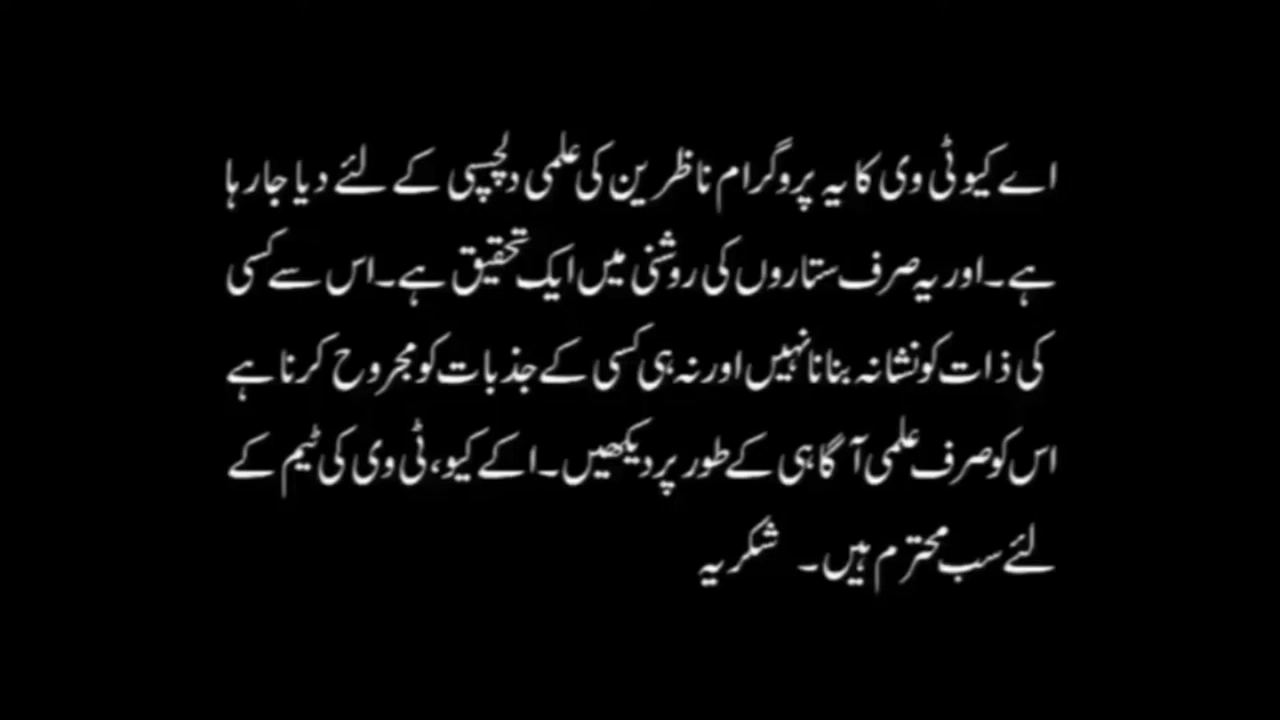 اے کیو ٹی وی کا یہ پروگرام ناظرین کی علمی دلچسپی کے لئے دیا جارہا
ہے۔ اور یہ صرف ستاروں کی روشنی میں ایک تحقیق ہے۔ اس سے کسی
کی ذات کو نشانہ بنانا نہیں اور نہ ہی کسی کے جذبات کو مجروح کرنا ہے
اس کو صرف علمی آگاہی کے طور پر دیکھیں۔ اکے کیو، ٹی وی کی ٹیم کے
لئے سب محترم ہیں۔ شکریہ